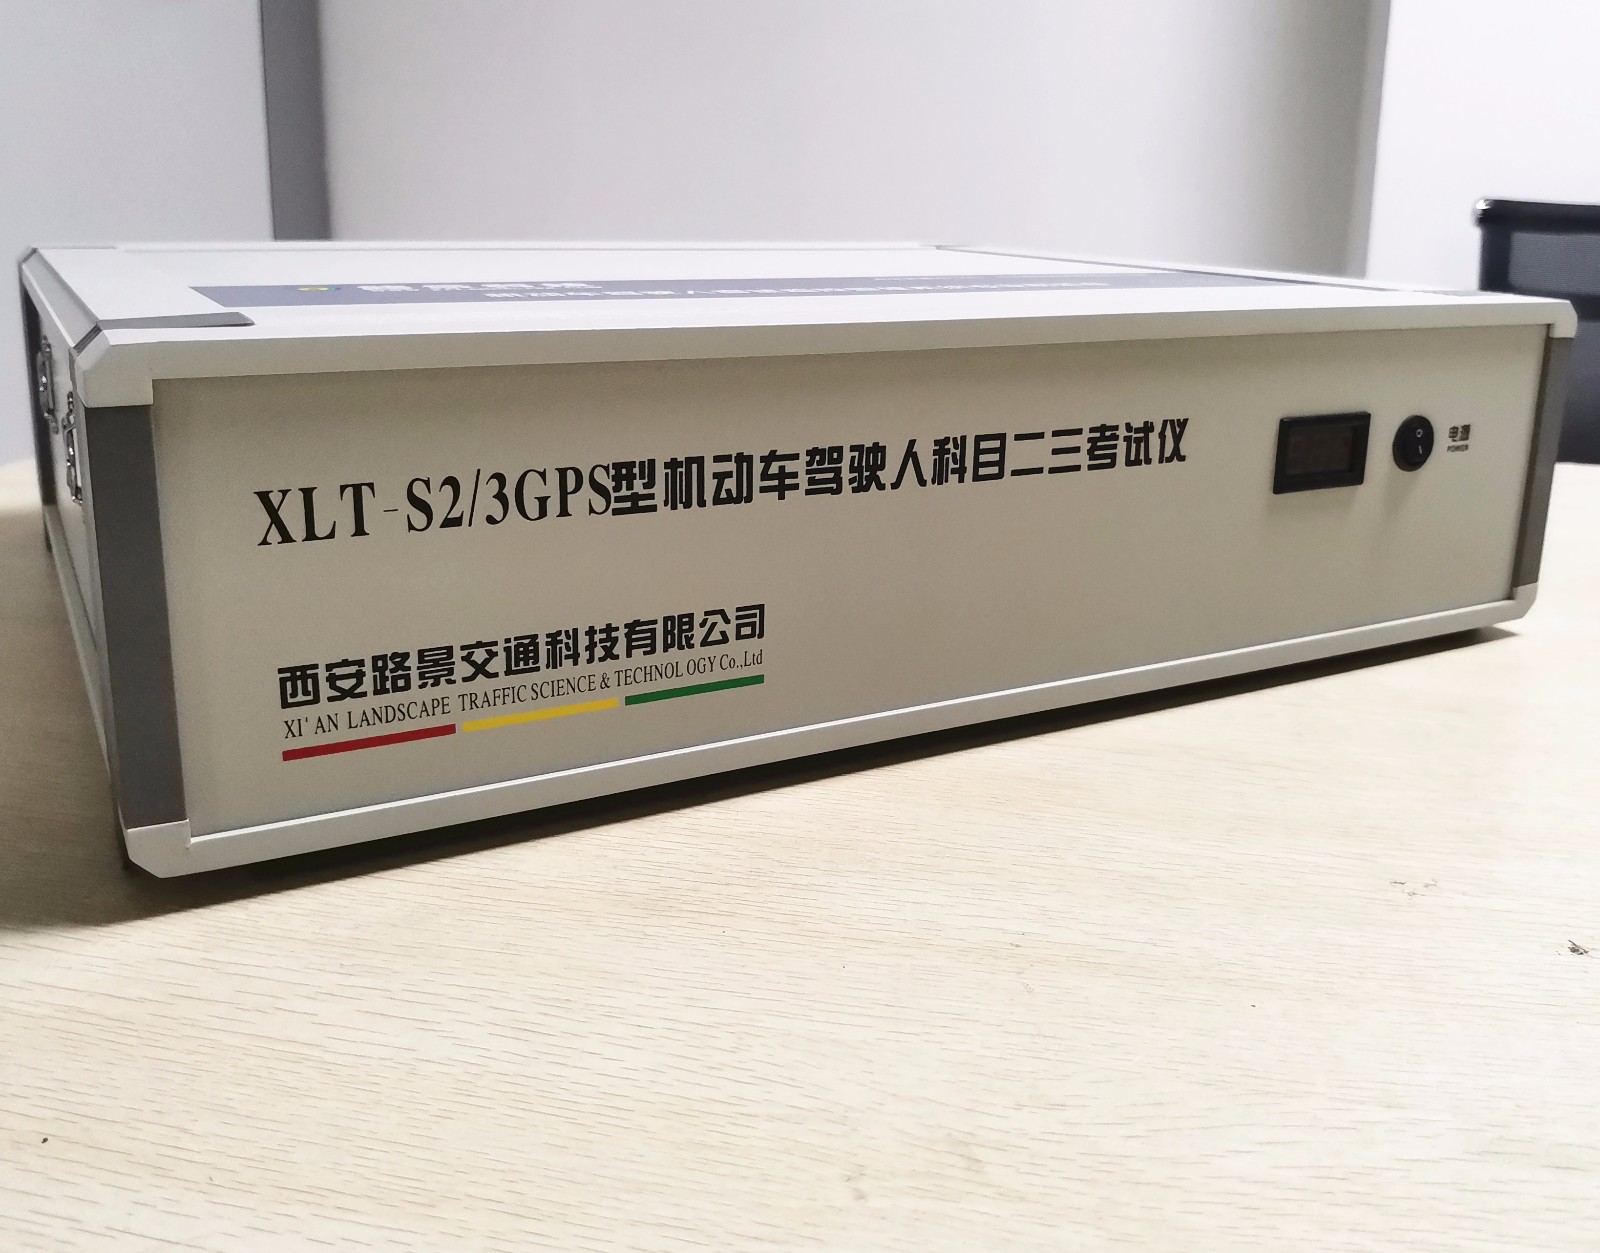 XLT-S2/3GPS型机动车驾驶人科目二三考试仪
电源
POWER
西安路景交通科技有限公司
XI'AN LANDSCAPE TRAFFIC SCIENCE & TECHNOLOGY Co.,Ltd